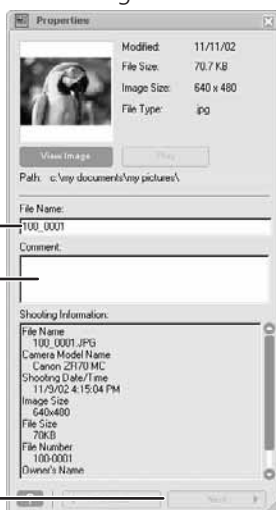 Properties
Modified: 11/11/02
File Size: 70.7 KB
Image Size: 640 x 480
File Type: .jpg
View Image
Play
Path: c:\my documents\my pictures\
File Name:
100_0001
Comment:
Shooting Information:
File Name
100_0001.JPG
Camera Model Name
Canon ZR70 MC
Shooting Date/Time
11/9/02 4:15:04 PM
Image Size
640x480
File Size
70KB
File Number
100-0001
Owner's Name
Next